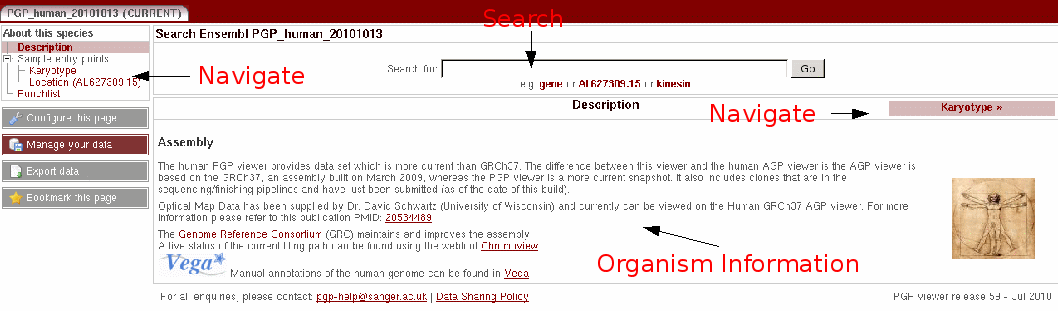 PGP_human_20101013 (CURRENT)
Search
About this species
Description
Sample entry points
Karyotype
Location (AL627309.15)
Punchlist
Navigate
Configure this page
Manage your data
Export data
Bookmark this page
Search Ensembl PGP_human_20101013
Search for: Go
e.g. gene or AL627309.15 or kinesin
Description
Navigate
Karyotype »
Assembly
The human PGP viewer provides data set which is more current than GRCh37. The difference between this viewer and the human AGP viewer is the AGP viewer is
based on the GRCh37, an assembly built on March 2009, whereas the PGP viewer is a more current snapshot. It also includes clones that are in the
sequencing/finishing pipelines and have just been submitted (as of the date of this build).
Optical Map Data has been supplied by Dr. David Schwartz (University of Wisconsin) and currently can be viewed on the Human GRCh37 AGP viewer. For more
information please refer to this publication PMID: 20534489
The Genome Reference Consortium (GRC) maintains and improves the assembly.
A live status of the current tiling path can be found using the webtool Chromoview
Vega Manual annotations of the human genome can be found in Vega
Organism Information
For all enquiries, please contact: pgp-help@sanger.ac.uk | Data Sharing Policy
PGP viewer release 59 - Jul 2010